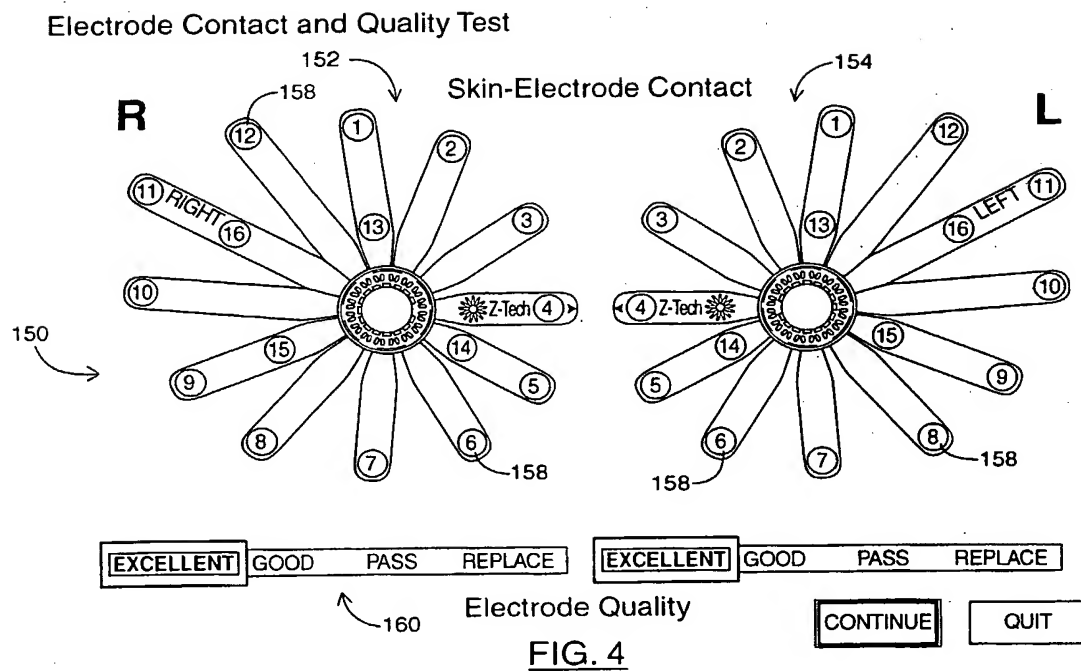 Electrode Contact and Quality Test
152
154
158
Skin-Electrode Contact
R
L
12
1
2
3
11
RIGHT
16
13
10
Z-Tech
4
15
14
9
5
8
7
6
158
1
2
12
3
11
LEFT
16
13
10
4
Z-Tech
14
15
5
9
6
7
8
158
158
150
EXCELLENT GOOD PASS REPLACE
EXCELLENT GOOD PASS REPLACE
160
Electrode Quality
CONTINUE
QUIT
FIG. 4